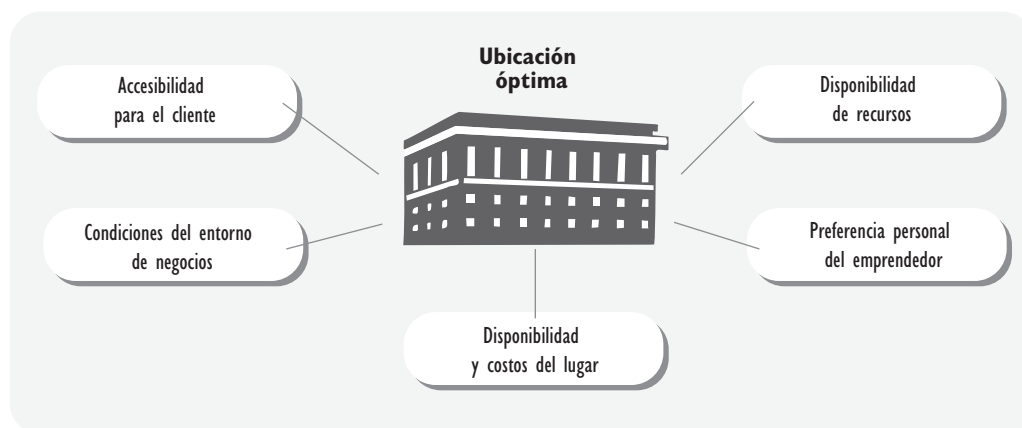 Ubicación
óptima
Accesibilidad
para el cliente
Disponibilidad
de recursos
Condiciones del entorno
de negocios
Preferencia personal
del emprendedor
Disponibilidad
y costos del lugar